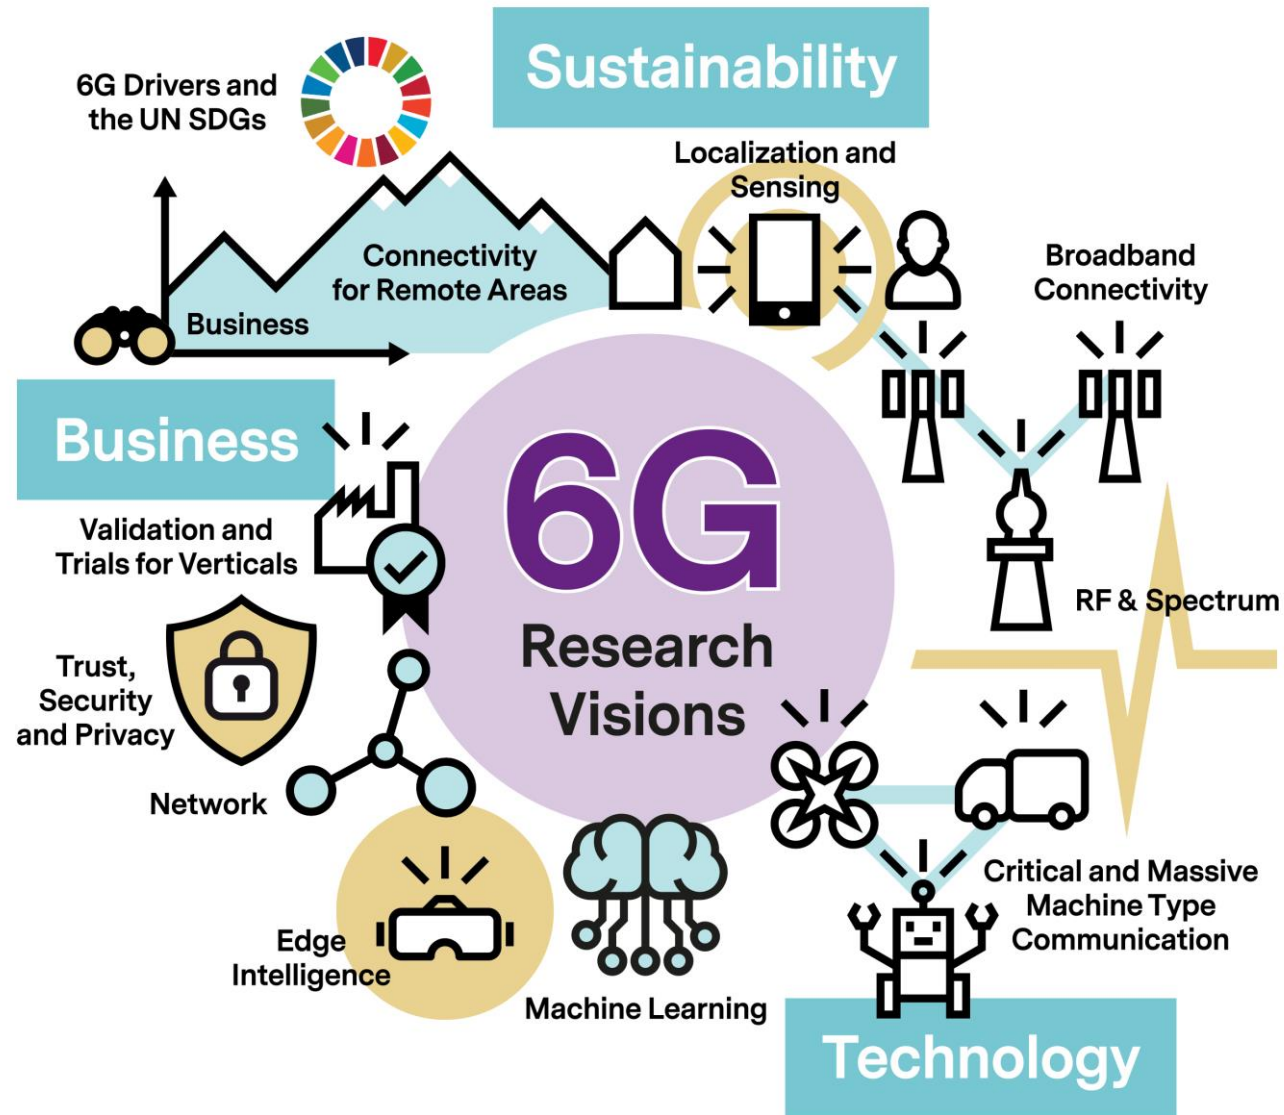 Sustainability
6G Drivers and
the UN SDGs
Localization and
Sensing
Connectivity
for Remote Areas
Broadband
Connectivity
Business
Business
6G
Research
Visions
Validation and
Trials for Verticals
RF & Spectrum
Trust,
Security
and Privacy
Network
Critical and Massive
Machine Type
Communication
Edge
Intelligence
Machine Learning
Technology